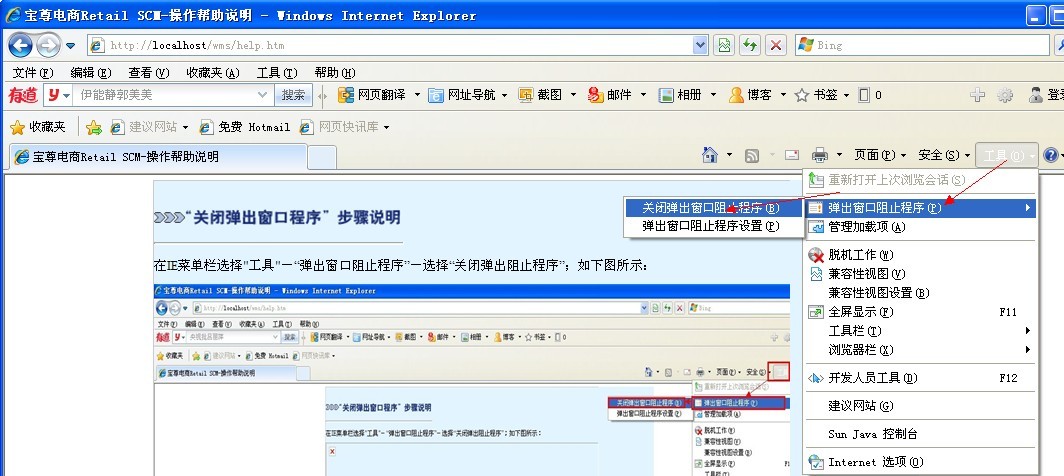 宝尊电商Retail SCM-操作帮助说明 - Windows Internet Explorer
http://localhost/wms/help.htm
Bing
文件(F) 编辑(E) 查看(V) 收藏夹(A) 工具(T) 帮助(H)
有道 y 伊能静郭美美 搜索 网页翻译 网址导航 截图 邮件 相册 博客 书签 0
收藏夹 建议网站 免费 Hotmail 网页快讯库
宝尊电商Retail SCM-操作帮助说明
页面(P) 安全(S) 工具(O)
重新打开上次浏览会话(S)
弹出窗口阻止程序(P)
关闭弹出窗口阻止程序(B)
弹出窗口阻止程序设置(P)
管理加载项(A)
脱机工作(W)
兼容性视图(V)
兼容性视图设置(B)
全屏显示(F) F11
工具栏(T)
浏览器栏(X)
开发人员工具(D) F12
建议网站(G)
Sun Java 控制台
Internet 选项(O)
“关闭弹出窗口程序”步骤说明
在IE菜单栏选择"工具"—“弹出窗口阻止程序”—选择“关闭弹出阻止程序”；如下图所示：
宝尊电商Retail SCM-操作帮助说明 - Windows Internet Explorer
http://localhost/wms/help.htm
Bing
文件(F) 编辑(E) 查看(V) 收藏夹(A) 工具(T) 帮助(H)
有道 y 搜索 网页翻译 网址导航 截图 邮件 相册 博客 书签 0
收藏夹 建议网站 免费 Hotmail 网页快讯库
宝尊电商Retail SCM-操作帮助说明
页面(P) 安全(S)
重新打开上次浏览会话(S)
关闭弹出窗口阻止程序(B) 弹出窗口阻止程序(P)
弹出窗口阻止程序设置(P) 管理加载项(A)
“关闭弹出窗口程序”步骤说明
在IE菜单栏选择"工具"—“弹出窗口阻止程序”—选择“关闭弹出阻止程序”；如下图所示：
脱机工作(W)
兼容性视图(V)
兼容性视图设置(B)
全屏显示(F)
工具栏(T)